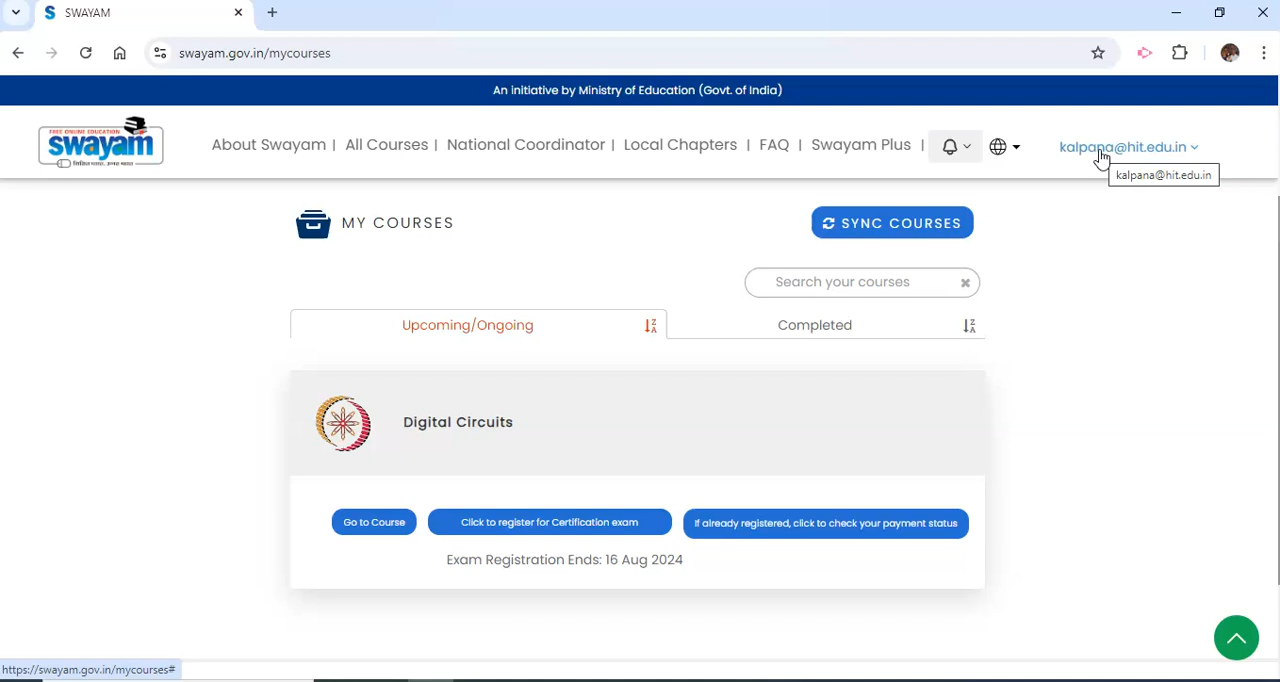 SWAYAM
swayam.gov.in/mycourses
An initiative by Ministry of Education (Govt. of India)
FREE ONLINE EDUCATION
swayam
About Swayam | All Courses | National Coordinator | Local Chapters | FAQ | Swayam Plus |
kalpana@hit.edu.in
kalpana@hit.edu.in
MY COURSES
SYNC COURSES
Search your courses
Upcoming/Ongoing
Completed
Digital Circuits
Go to Course
Click to register for Certification exam
If already registered, click to check your payment status
Exam Registration Ends: 16 Aug 2024
https://swayam.gov.in/mycourses#